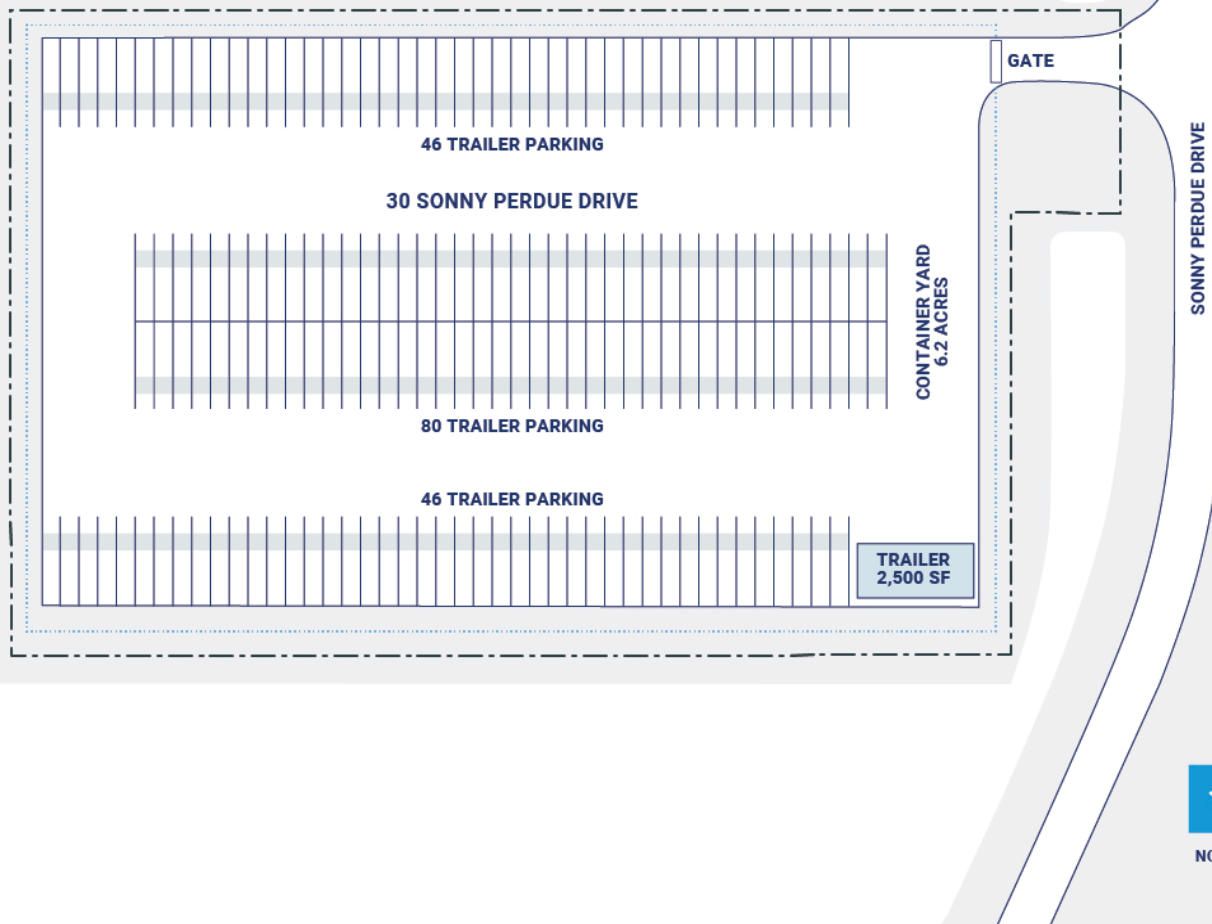 GATE
46 TRAILER PARKING
30 SONNY PERDUE DRIVE
SONNY PERDUE DRIVE
CONTAINER YARD
6.2 ACRES
80 TRAILER PARKING
46 TRAILER PARKING
TRAILER
2,500 SF